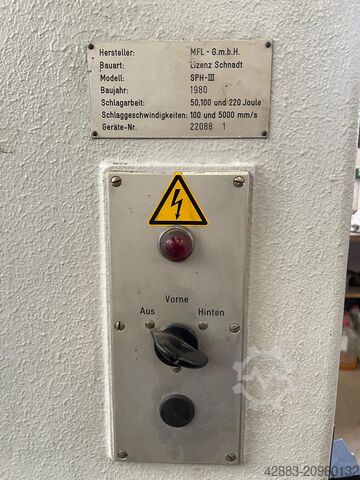 Hersteller: MFL - G.m.b.H.
Bauart: Lizenz Schnadt
Modell: SPH-III
Baujahr: 1980
Schlagarbeit: 50,100 und 220 Joule
Schlaggeschwindigkeiten: 100 und 5000 mm/s
Geräte-Nr. 22088 1
Vorne
Aus Hinten
42883-20960132